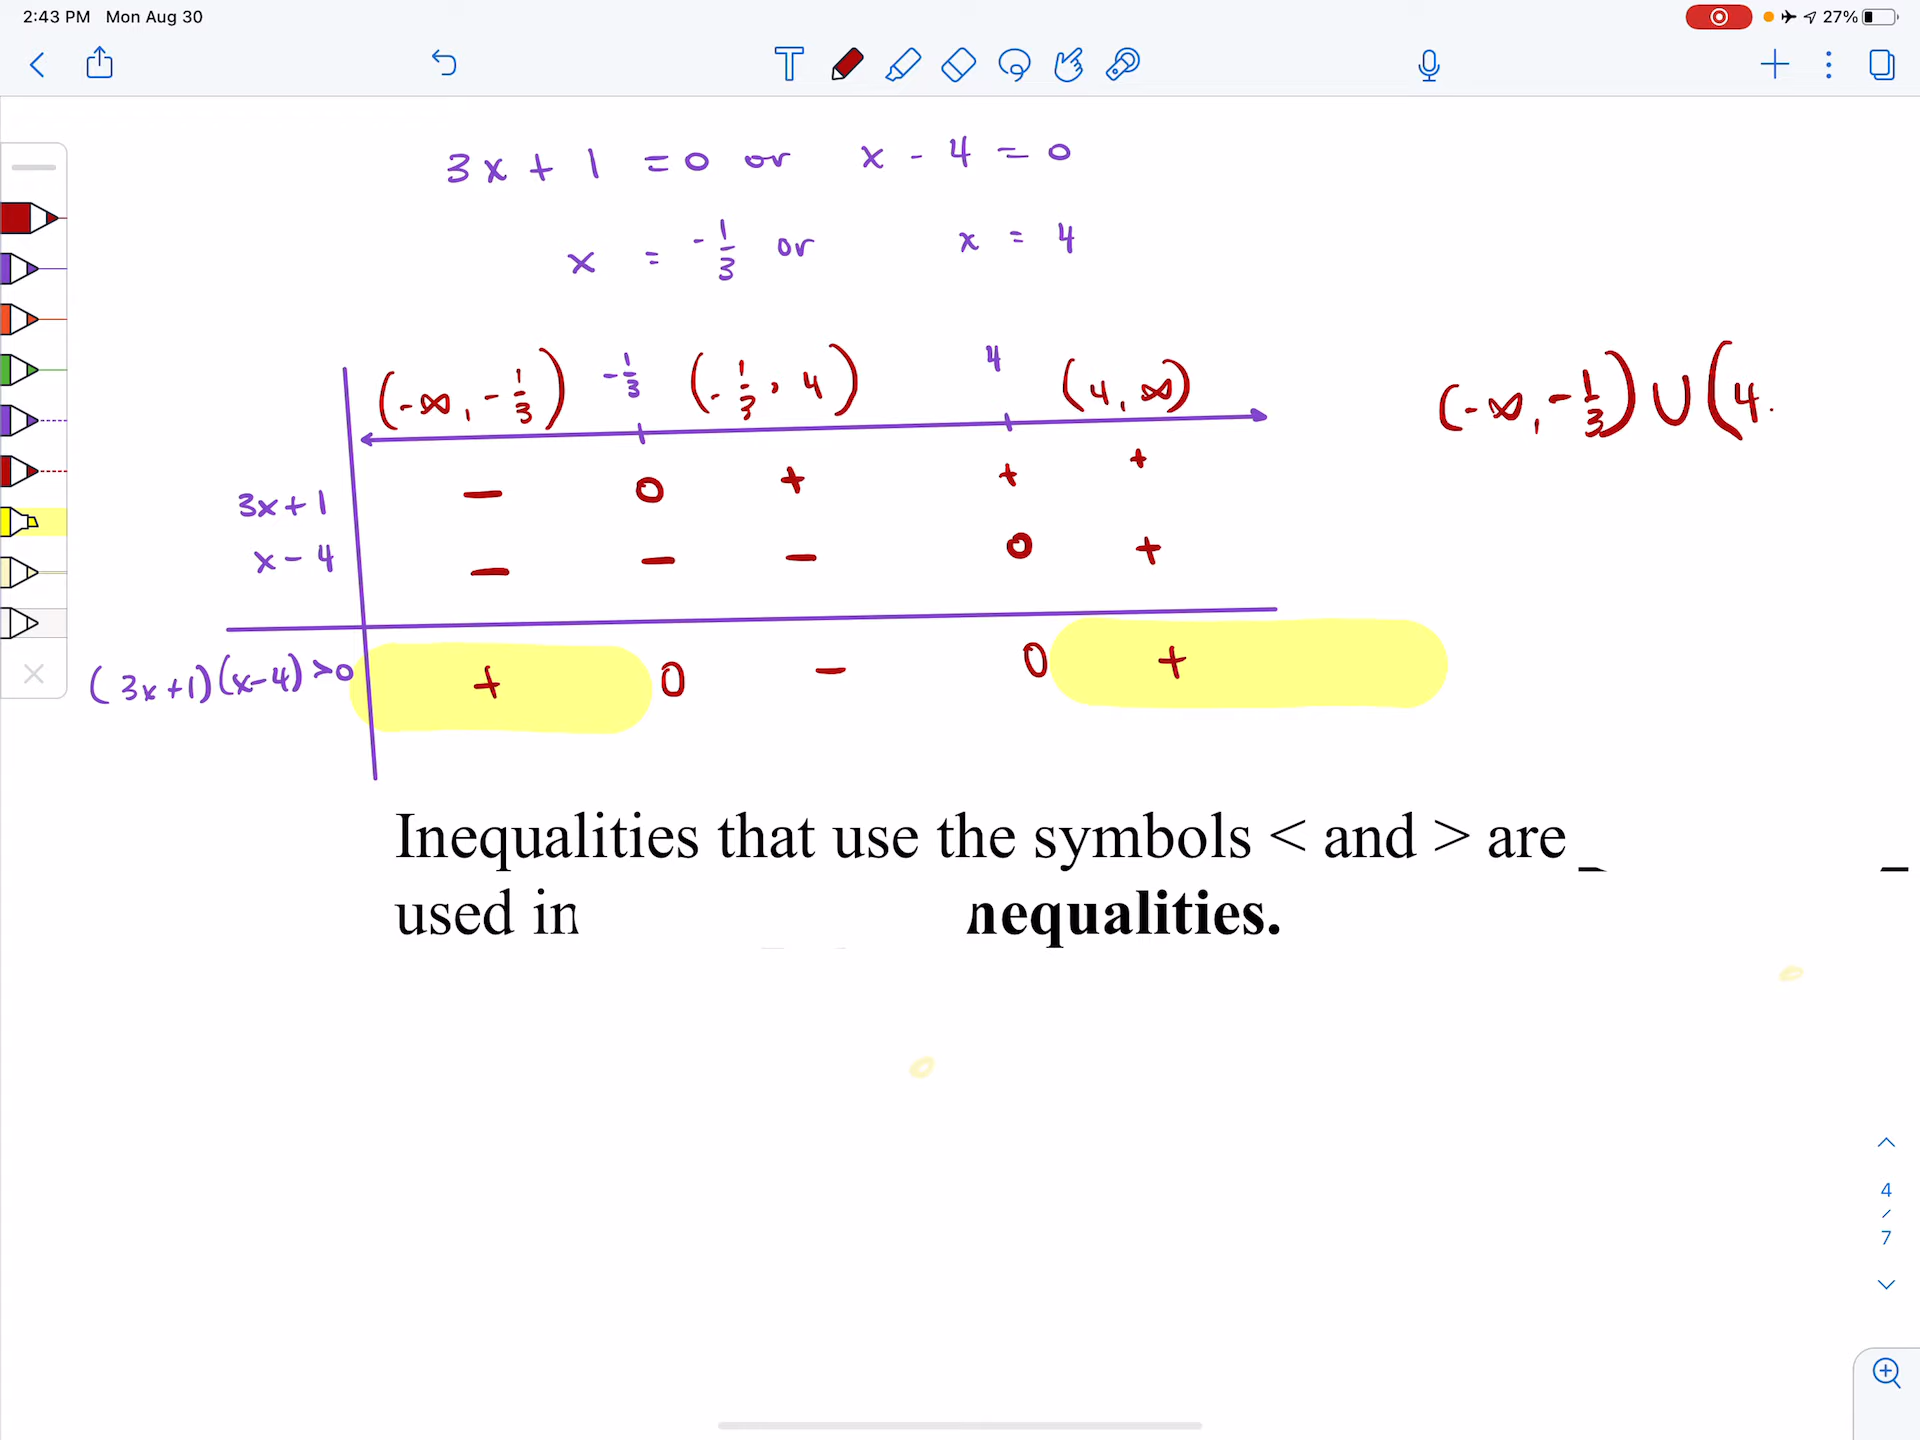 2:43 PM Mon Aug 30
27%
3x + 1 = 0 or x - 4 = 0
x = -1/3 or x = 4
(-∞, -1/3) -1/3 (-1/3, 4) 4 (4, ∞)
(-∞, -1/3) ∪ (4
3x+1 − 0 + + +
x-4 − − − 0 +
(3x+1)(x-4)>0 + 0 − 0 +
Inequalities that use the symbols < and > are
used in nequalities.
4
/
7